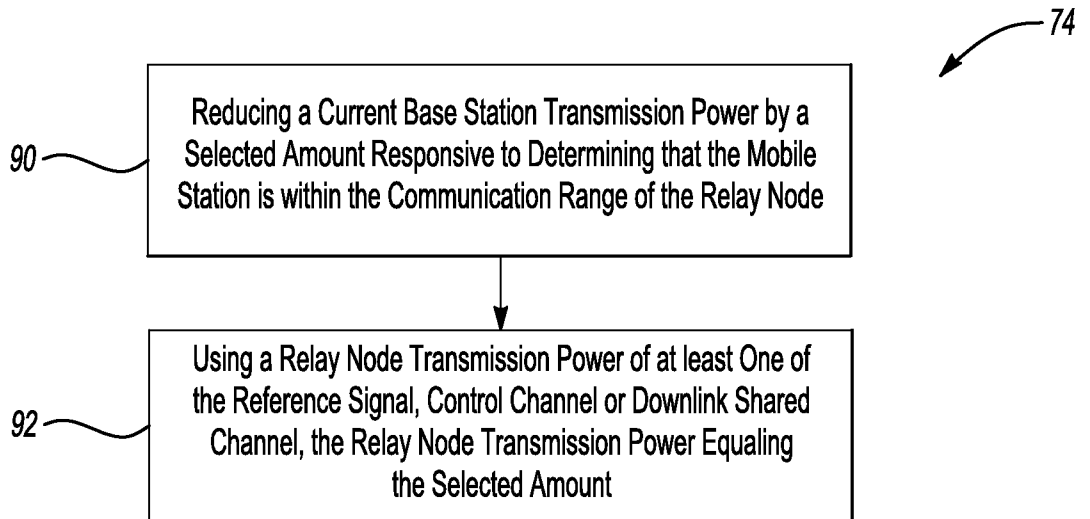 74
90
Reducing a Current Base Station Transmission Power by a
Selected Amount Responsive to Determining that the Mobile
Station is within the Communication Range of the Relay Node
92
Using a Relay Node Transmission Power of at least One of
the Reference Signal, Control Channel or Downlink Shared
Channel, the Relay Node Transmission Power Equaling
the Selected Amount